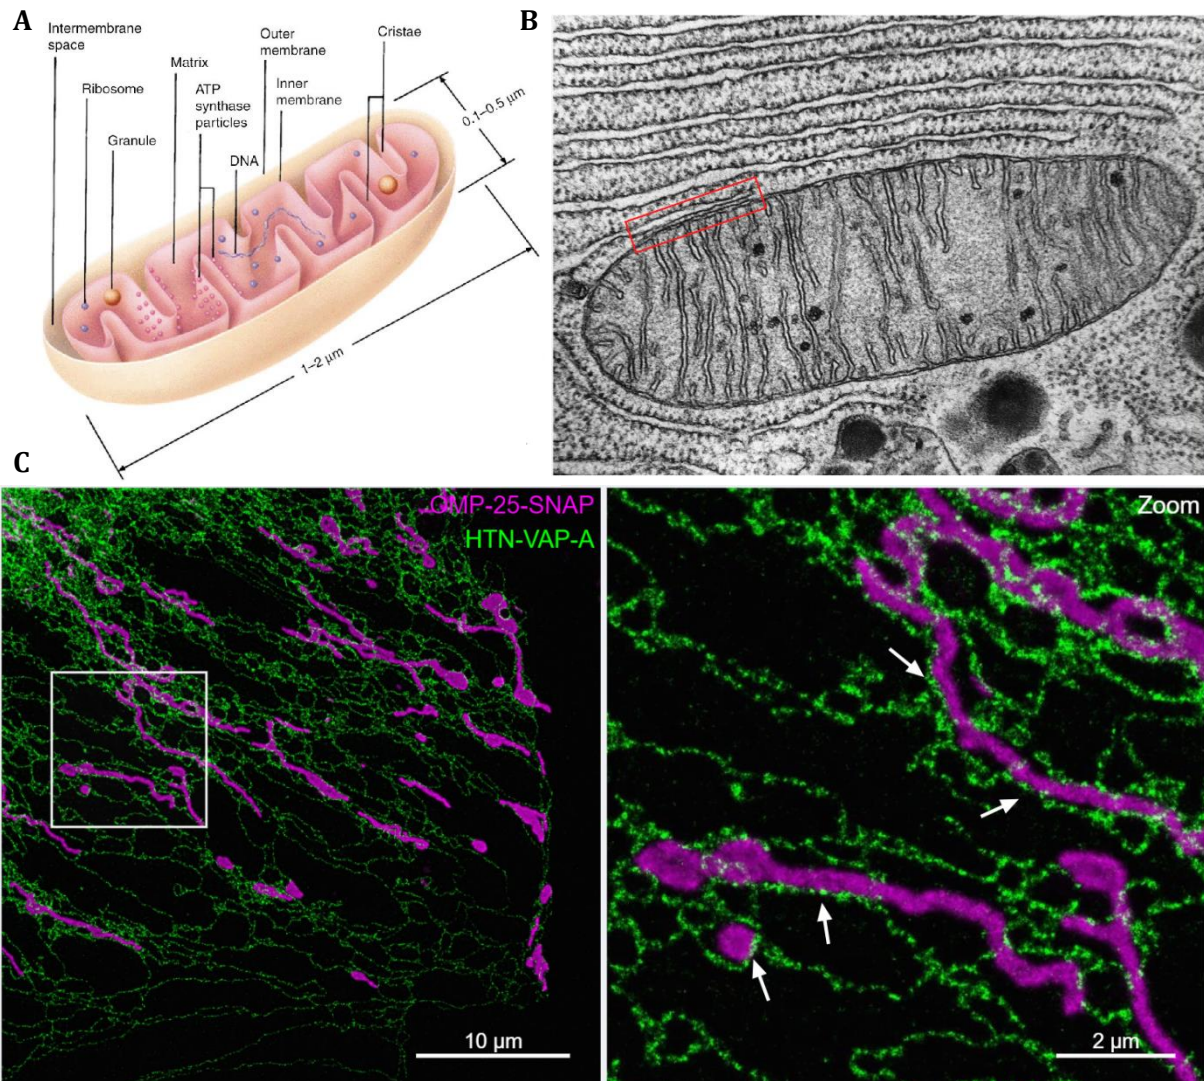 A
Intermembrane
space
Ribosome
Granule
Matrix
ATP
synthase
particles
DNA
Outer
membrane
Inner
membrane
Cristae
0.1–0.5 μm
1–2 μm
B
C
OMP-25-SNAP
HTN-VAP-A
10 μm
Zoom
2 μm